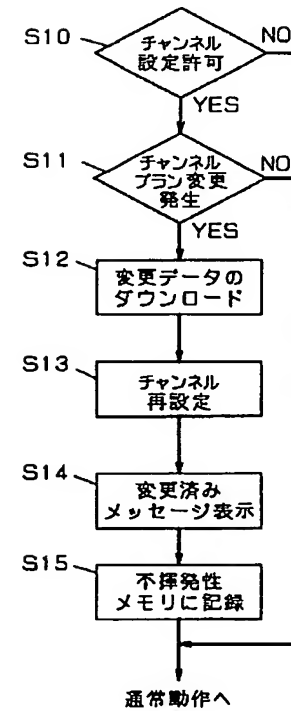 S10
チャンネル
設定許可
NO
YES
S11
チャンネル
プラン変更
発生
NO
YES
S12
変更データの
ダウンロード
S13
チャンネル
再設定
S14
変更済み
メッセージ表示
S15
不揮発性
メモリに記録
通常動作へ